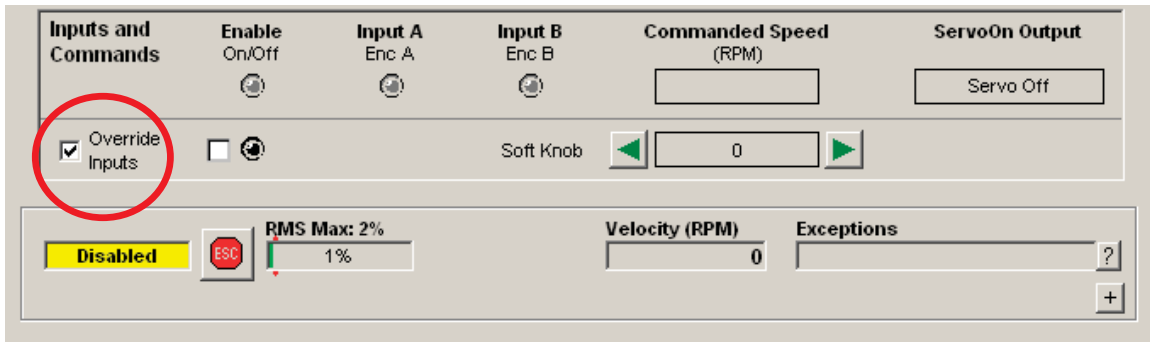 Inputs and
Commands
Enable
On/Off
Input A
Enc A
Input B
Enc B
Commanded Speed
(RPM)
ServoOn Output
Servo Off
Override
Inputs
Soft Knob
0
Disabled
ESC
RMS Max: 2%
1%
Velocity (RPM)
0
Exceptions
?
+